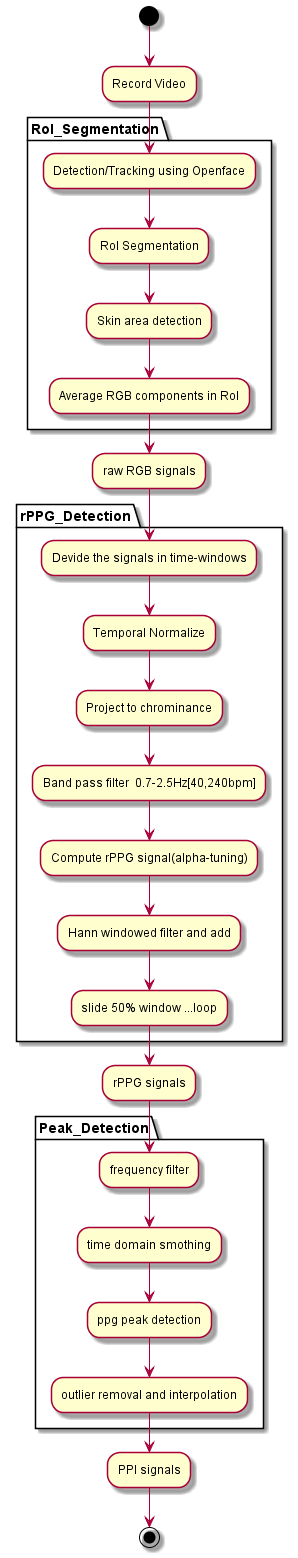 Record Video
RoI_Segmentation
Detection/Tracking using Openface
RoI Segmentation
Skin area detection
Average RGB components in RoI
raw RGB signals
rPPG_Detection
Devide the signals in time-windows
Temporal Normalize
Project to chrominance
Band pass filter  0.7-2.5Hz[40,240bpm]
Compute rPPG signal(alpha-tuning)
Hann windowed filter and add
slide 50% window ...loop
rPPG signals
Peak_Detection
frequency filter
time domain smothing
ppg peak detection
outlier removal and interpolation
PPI signals